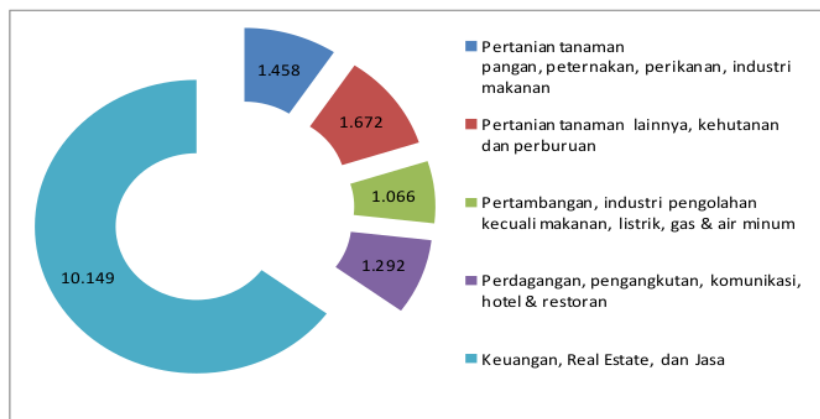 1.458
1.672
1.066
1.292
10.149
Pertanian tanaman
pangan, peternakan, perikanan, industri
makanan
Pertanian tanaman lainnya, kehutanan
dan perburuan
Pertambangan, industri pengolahan
kecuali makanan, listrik, gas & air minum
Perdagangan, pengangkutan, komunikasi,
hotel & restoran
Keuangan, Real Estate, dan Jasa